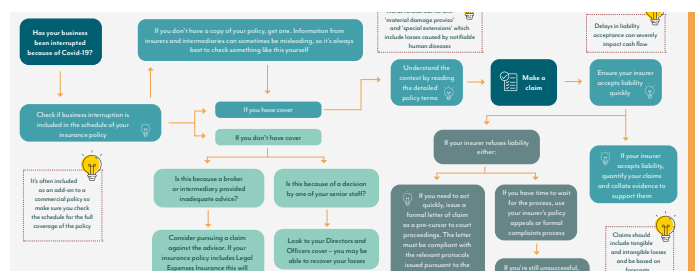 Has your business
been interrupted
because of Covid-19?
If you don't have a copy of your policy, get one. Information from
insurers and intermediaries can sometimes be misleading, so it's always
best to check something like this yourself
'material damage proviso'
and 'special extensions' which
include losses caused by notifiable
human diseases
Delays in liability
acceptance can severely
impact cash flow
Check if business interruption is
included in the schedule of your
insurance policy
If you have cover
If you don't have cover
Understand the
context by reading
the detailed
policy terms
Make a
claim
Ensure your insurer
accepts liability
quickly
It's often included
as an add-on to a
commercial policy so
make sure you check
the schedule for the full
coverage of the policy
Is this because a broker
or intermediary provided
inadequate advice?
Is this because of a decision
by one of your senior staff?
Consider pursuing a claim
against the advisor. If your
insurance policy includes Legal
Expenses Insurance this will
Look to your Directors and
Officers cover – you may be
able to recover your losses
If your insurer refuses liability
either:
If you need to act
quickly, issue a
formal letter of claim
as a pre-cursor to court
proceedings. The letter
must be compliant with
the relevant protocols
issued pursuant to the
If you have time to wait
for the process, use
your insurer's policy
appeals or formal
complaints process
If you're still unsuccessful,
If your insurer
accepts liability,
quantify your claims
and collate evidence to
support them
Claims should
include tangible
and intangible losses
and be based on
forecasts